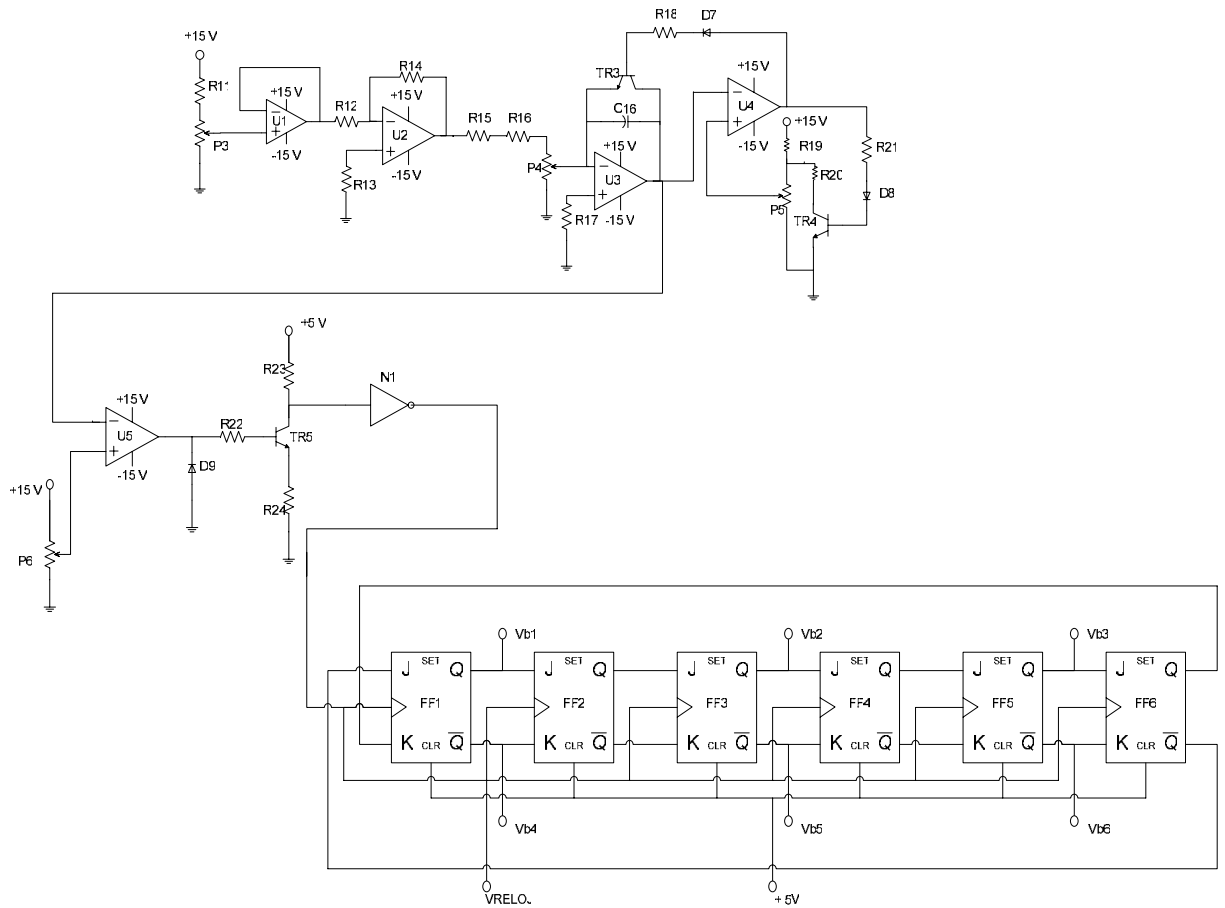 +15 V
R11
P3
+15 V
U1
-15 V
R12
R14
+15 V
U2
-15 V
R13
R15
R16
P4
R18
D7
TR3
C16
+15 V
U3
-15 V
R17
+15 V
U4
-15 V
+15 V
R19
R20
P5
TR4
R21
D8
+5 V
R23
N1
+15 V
U5
-15 V
R22
TR5
D9
R24
+15 V
P6
Vb1
Vb2
Vb3
J SET Q
FF1
K CLR Q
J SET Q
FF2
K CLR Q
J SET Q
FF3
K CLR Q
J SET Q
FF4
K CLR Q
J SET Q
FF5
K CLR Q
J SET Q
FF6
K CLR Q
Vb4
Vb5
Vb6
VRELOJ
+ 5V